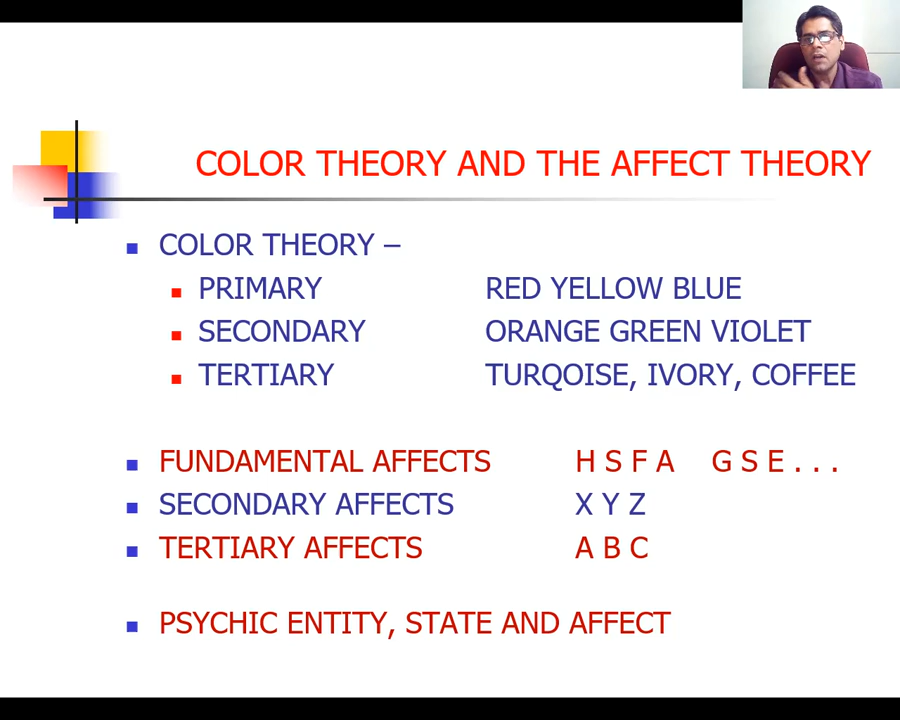 COLOR THEORY AND THE AFFECT THEORY
COLOR THEORY –
PRIMARY RED YELLOW BLUE
SECONDARY ORANGE GREEN VIOLET
TERTIARY TURQOISE, IVORY, COFFEE
FUNDAMENTAL AFFECTS H S F A G S E . . .
SECONDARY AFFECTS X Y Z
TERTIARY AFFECTS A B C
PSYCHIC ENTITY, STATE AND AFFECT